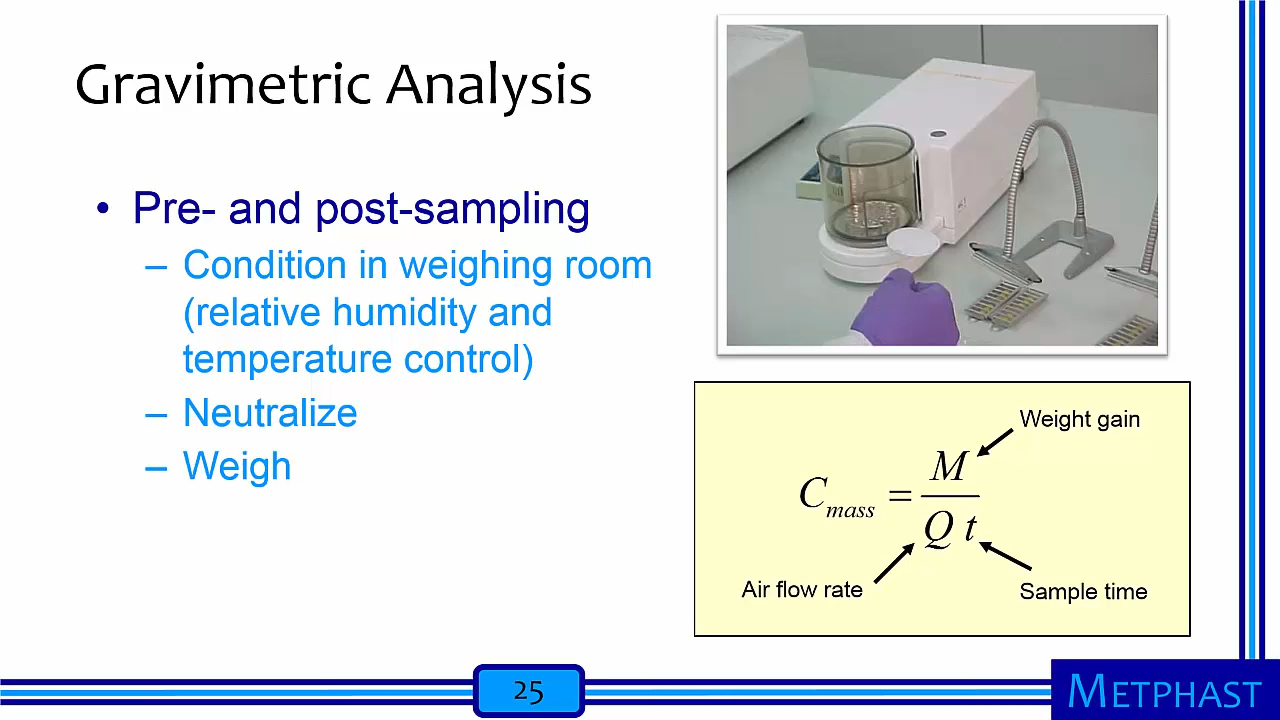 Gravimetric Analysis
• Pre- and post-sampling
– Condition in weighing room
(relative humidity and
temperature control)
– Neutralize
– Weigh
Weight gain
C_mass = M / Q t
Air flow rate
Sample time
25
METPHAST